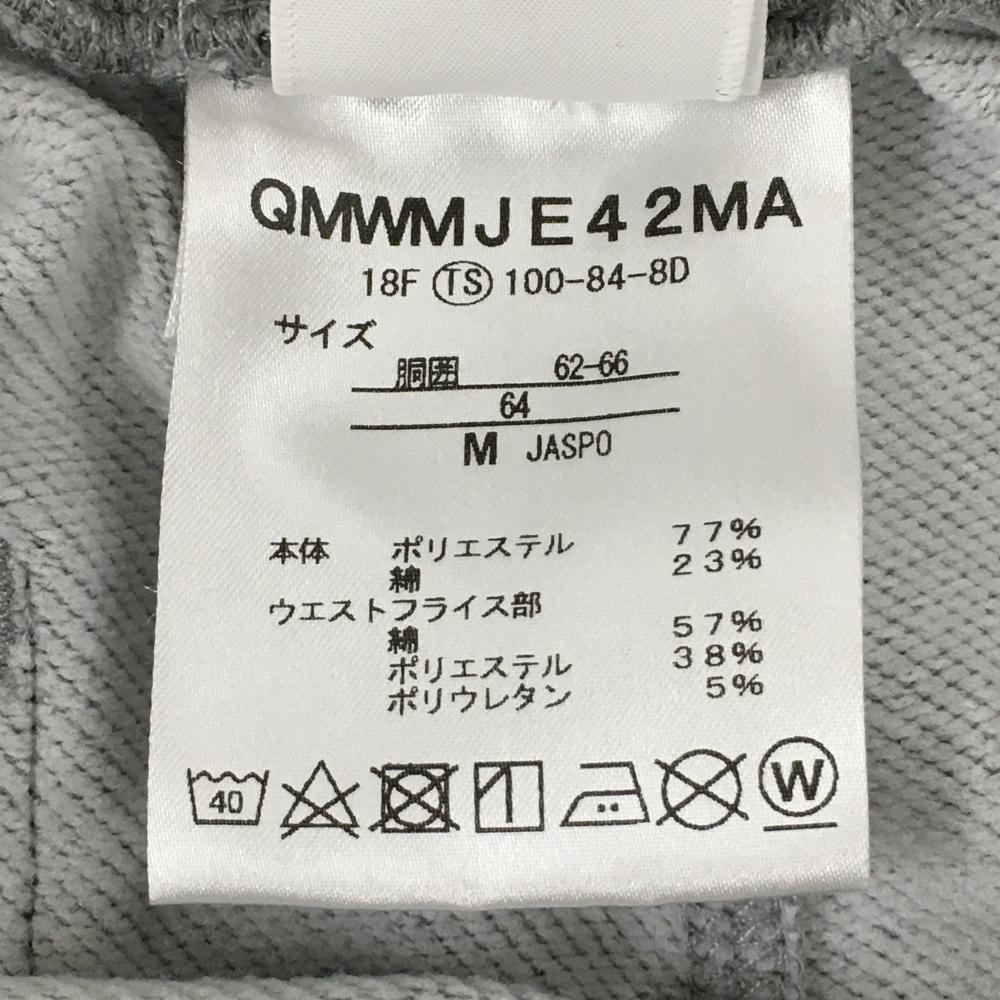 QMWMJE42MA
18F TS 100-84-8D
サイズ
胴囲 62-66
64
M JASPO
本体 ポリエステル 77%
綿 23%
ウエストフライス部
綿 57%
ポリエステル 38%
ポリウレタン 5%
40 W